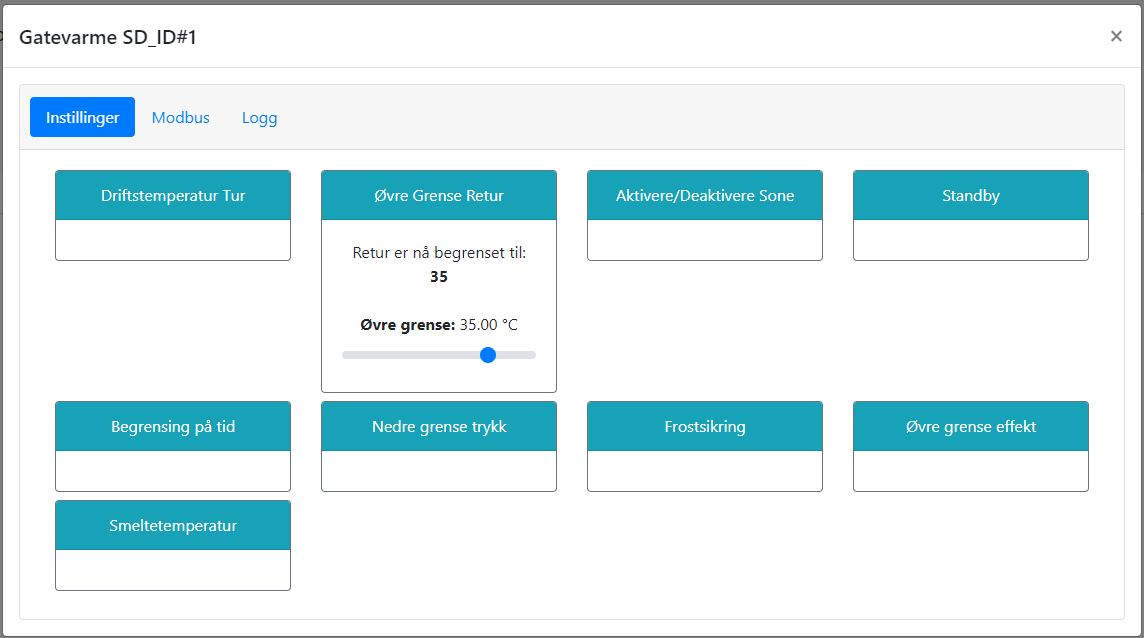 Gatevarme SD_ID#1
×
Instillinger Modbus Logg
Driftstemperatur Tur
Øvre Grense Retur
Retur er nå begrenset til:
35
Øvre grense: 35.00 °C
Aktivere/Deaktivere Sone
Standby
Begrensing på tid
Nedre grense trykk
Frostsikring
Øvre grense effekt
Smeltetemperatur